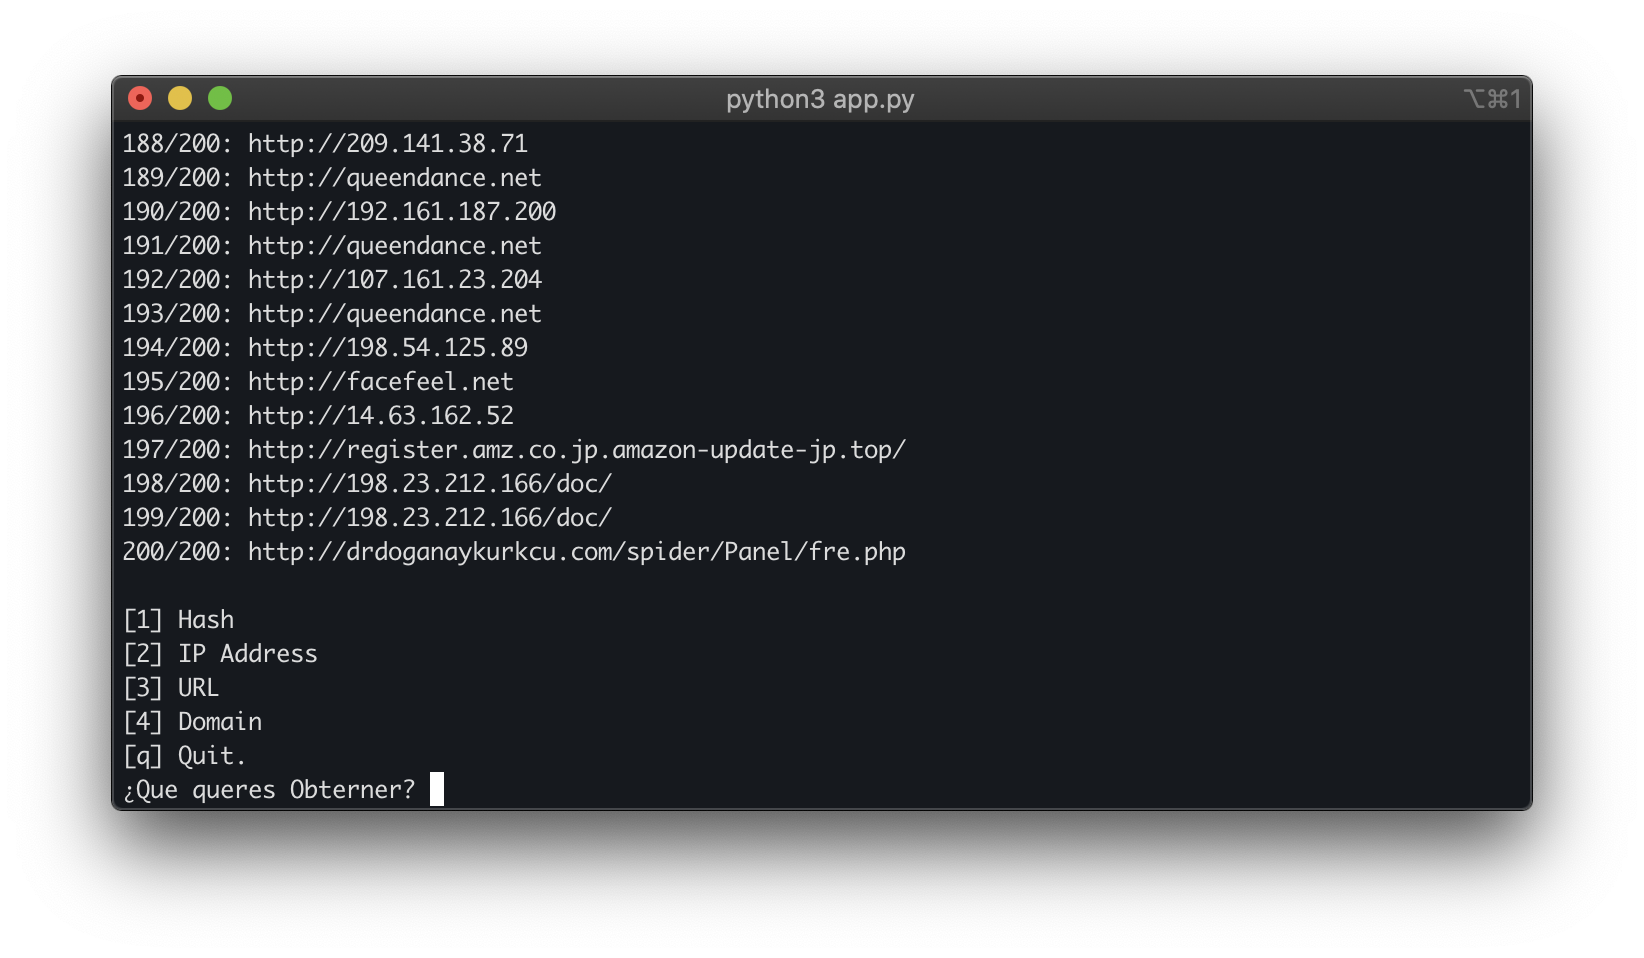 python3 app.py
⌥⌘1
188/200: http://209.141.38.71
189/200: http://queendance.net
190/200: http://192.161.187.200
191/200: http://queendance.net
192/200: http://107.161.23.204
193/200: http://queendance.net
194/200: http://198.54.125.89
195/200: http://facefeel.net
196/200: http://14.63.162.52
197/200: http://register.amz.co.jp.amazon-update-jp.top/
198/200: http://198.23.212.166/doc/
199/200: http://198.23.212.166/doc/
200/200: http://drdoganaykurkcu.com/spider/Panel/fre.php
[1] Hash
[2] IP Address
[3] URL
[4] Domain
[q] Quit.
¿Que queres Obterner?